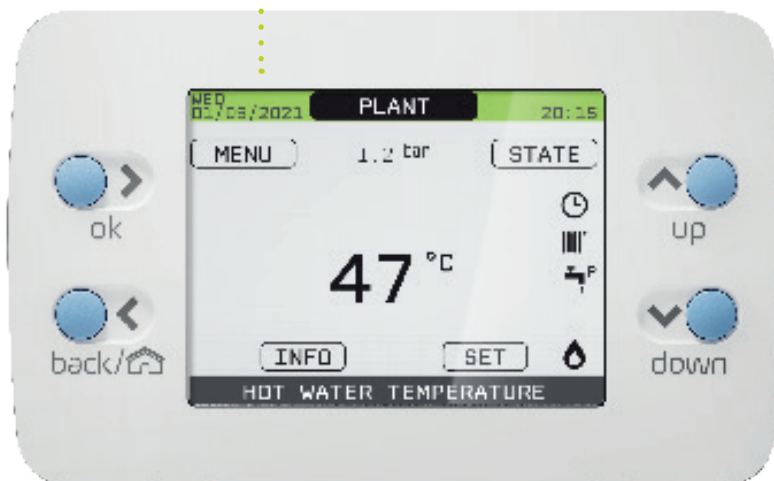 WED
01/03/2021 PLANT 20:15
MENU 1.2 bar STATE
ok up
47 °C
P
INFO SET
back/ down
HOT WATER TEMPERATURE